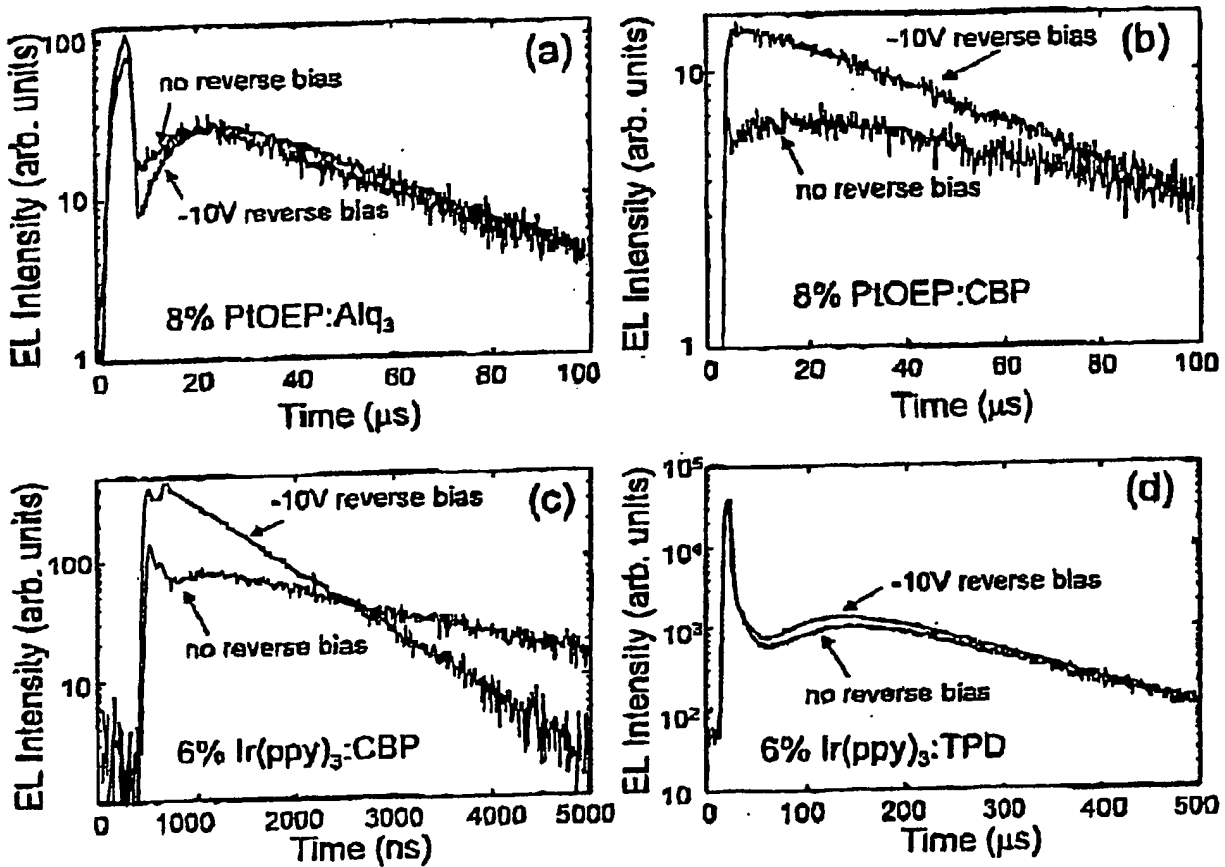 (a)
EL Intensity (arb. units)
100
10
1
no reverse bias
-10V reverse bias
8% PtOEP:Alq₃
0 20 40 60 80 100
Time (μs)
(b)
EL Intensity (arb. units)
10
1
-10V reverse bias
no reverse bias
8% PtOEP:CBP
0 20 40 60 80 100
Time (μs)
(c)
EL Intensity (arb. units)
100
10
-10V reverse bias
no reverse bias
6% Ir(ppy)₃:CBP
0 1000 2000 3000 4000 5000
Time (ns)
(d)
EL Intensity (arb. units)
10⁵
10⁴
10³
10²
10
-10V reverse bias
no reverse bias
6% Ir(ppy)₃:TPD
0 100 200 300 400 500
Time (μs)